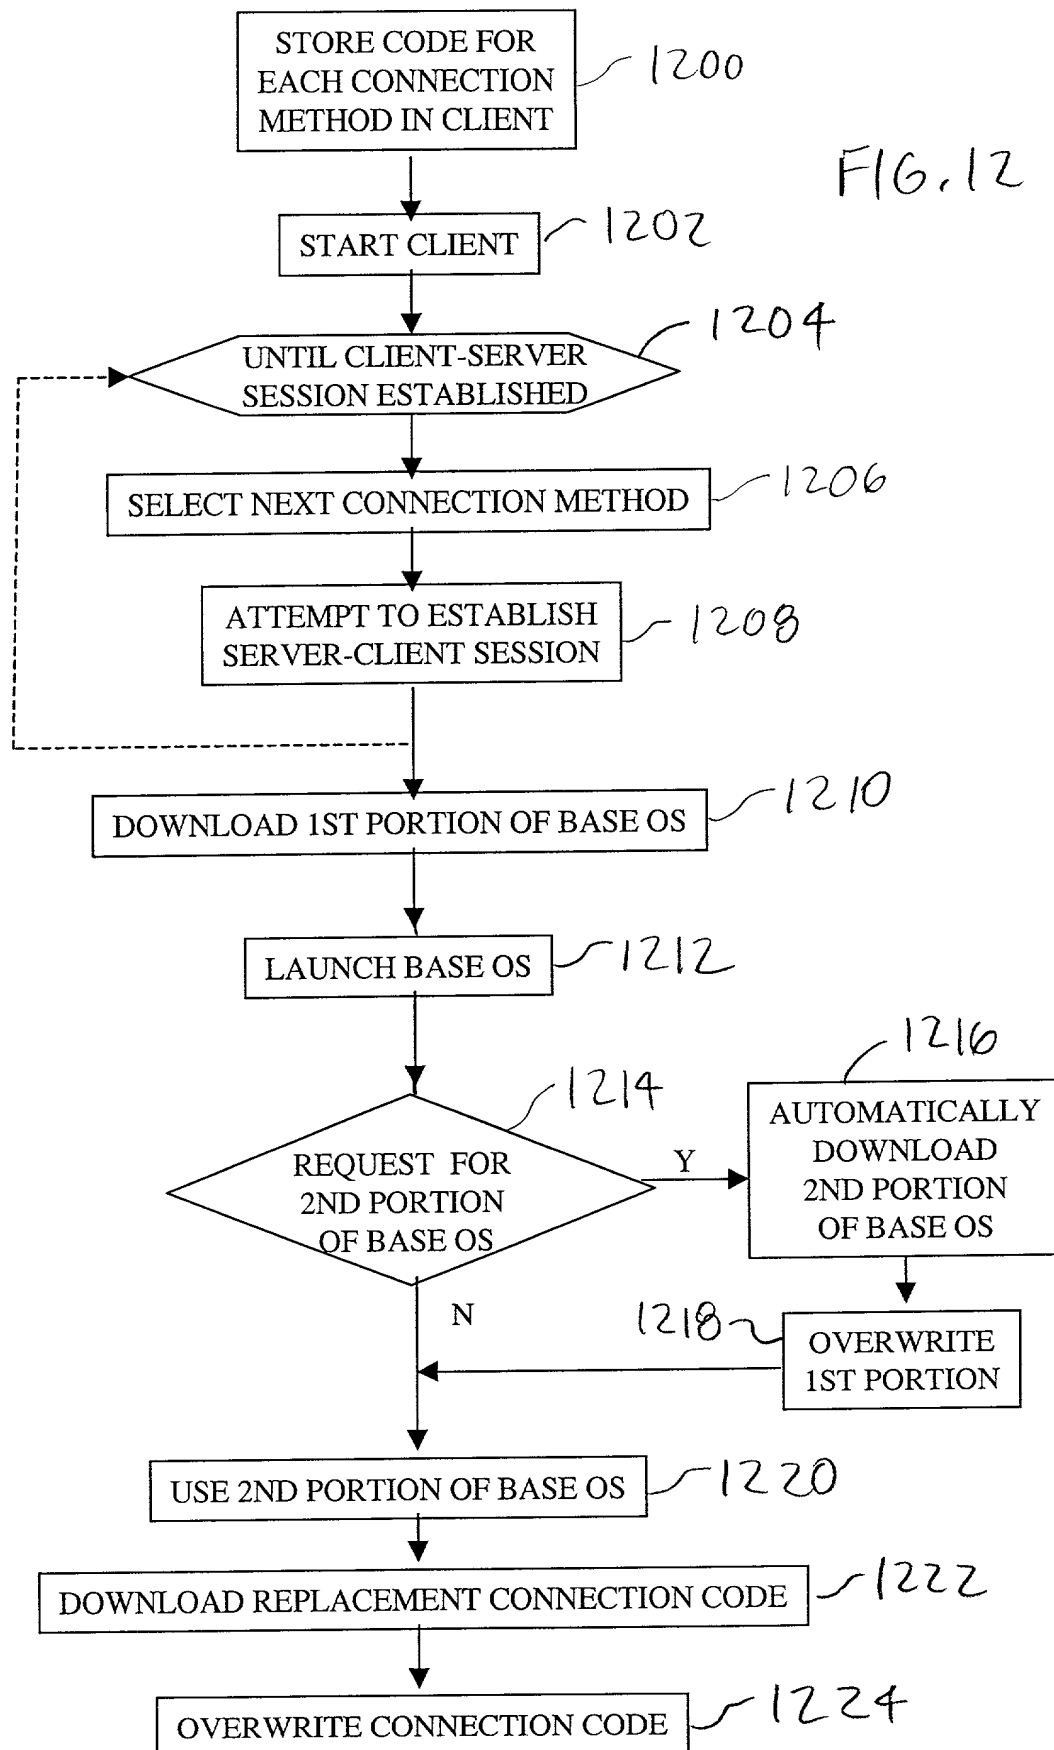 STORE CODE FOR
EACH CONNECTION
METHOD IN CLIENT
1200
FIG. 12
START CLIENT
1202
1204
UNTIL CLIENT-SERVER
SESSION ESTABLISHED
SELECT NEXT CONNECTION METHOD
1206
ATTEMPT TO ESTABLISH
SERVER-CLIENT SESSION
1208
DOWNLOAD 1ST PORTION OF BASE OS
1210
LAUNCH BASE OS
1212
1214
REQUEST FOR
2ND PORTION
OF BASE OS
Y
1216
AUTOMATICALLY
DOWNLOAD
2ND PORTION
OF BASE OS
N
1218
OVERWRITE
1ST PORTION
USE 2ND PORTION OF BASE OS
1220
DOWNLOAD REPLACEMENT CONNECTION CODE
1222
OVERWRITE CONNECTION CODE
1224